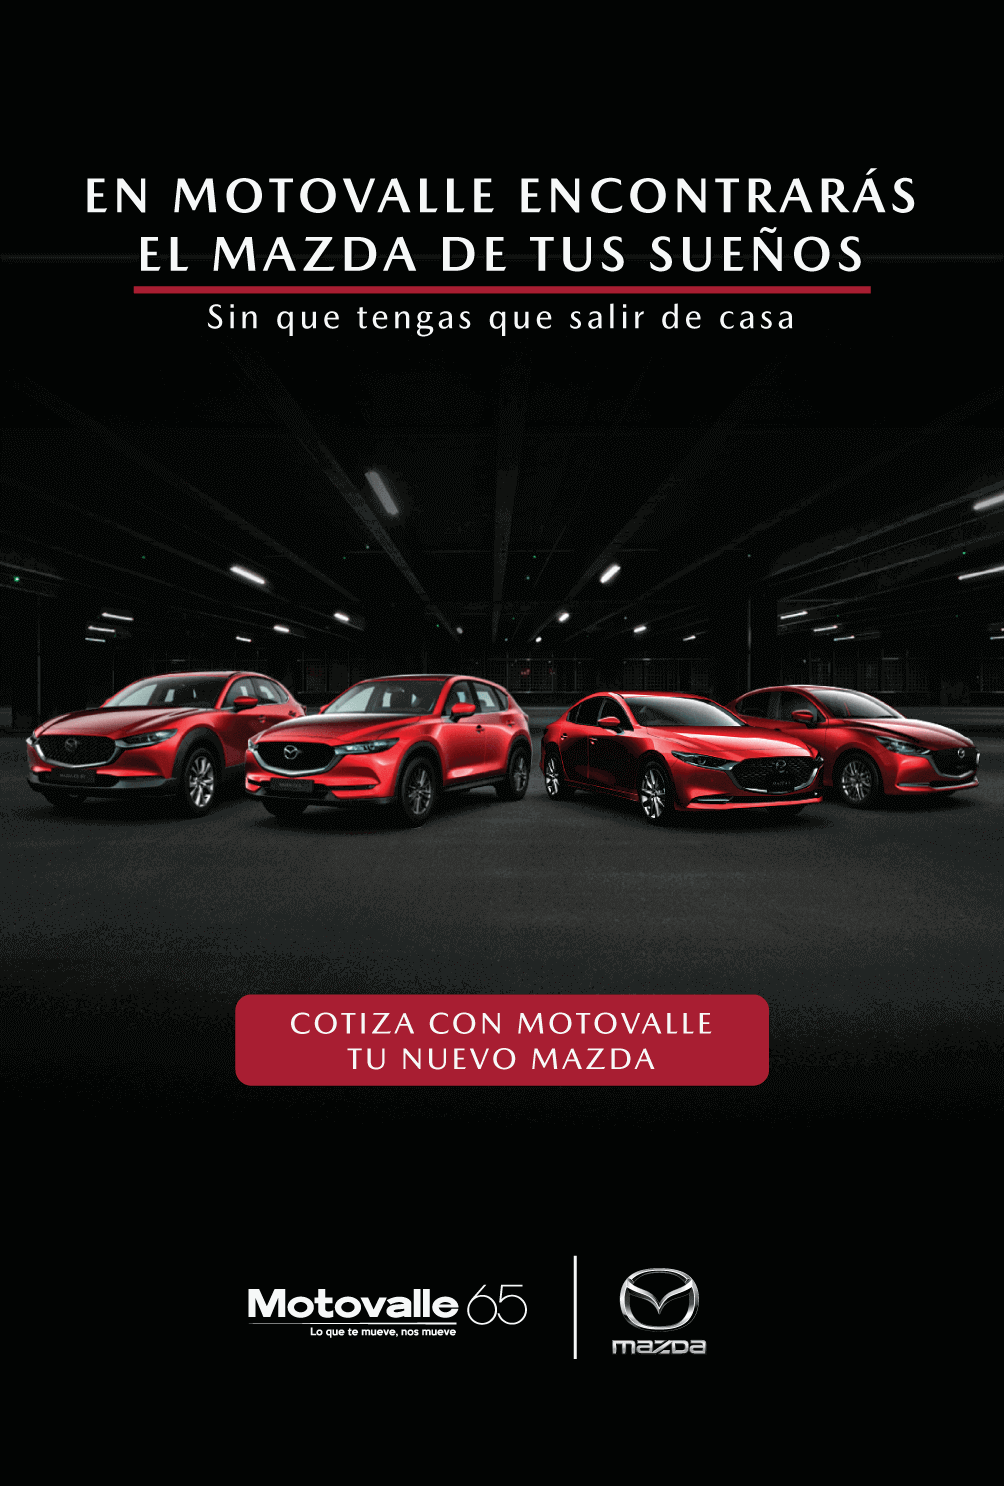 EN MOTOVALLE ENCONTRARÁS
EL MAZDA DE TUS SUEÑOS
Sin que tengas que salir de casa
COTIZA CON MOTOVALLE
TU NUEVO MAZDA
Motovalle 65
Lo que te mueve, nos mueve
mazda